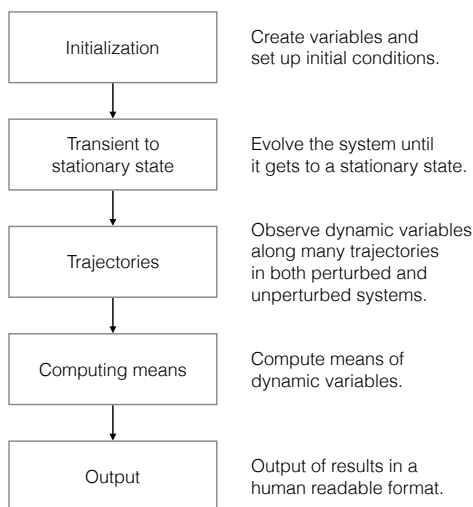 Initialization
Create variables and
set up initial conditions.
Transient to
stationary state
Evolve the system until
it gets to a stationary state.
Trajectories
Observe dynamic variables
along many trajectories
in both perturbed and
unperturbed systems.
Computing means
Compute means of
dynamic variables.
Output
Output of results in a
human readable format.